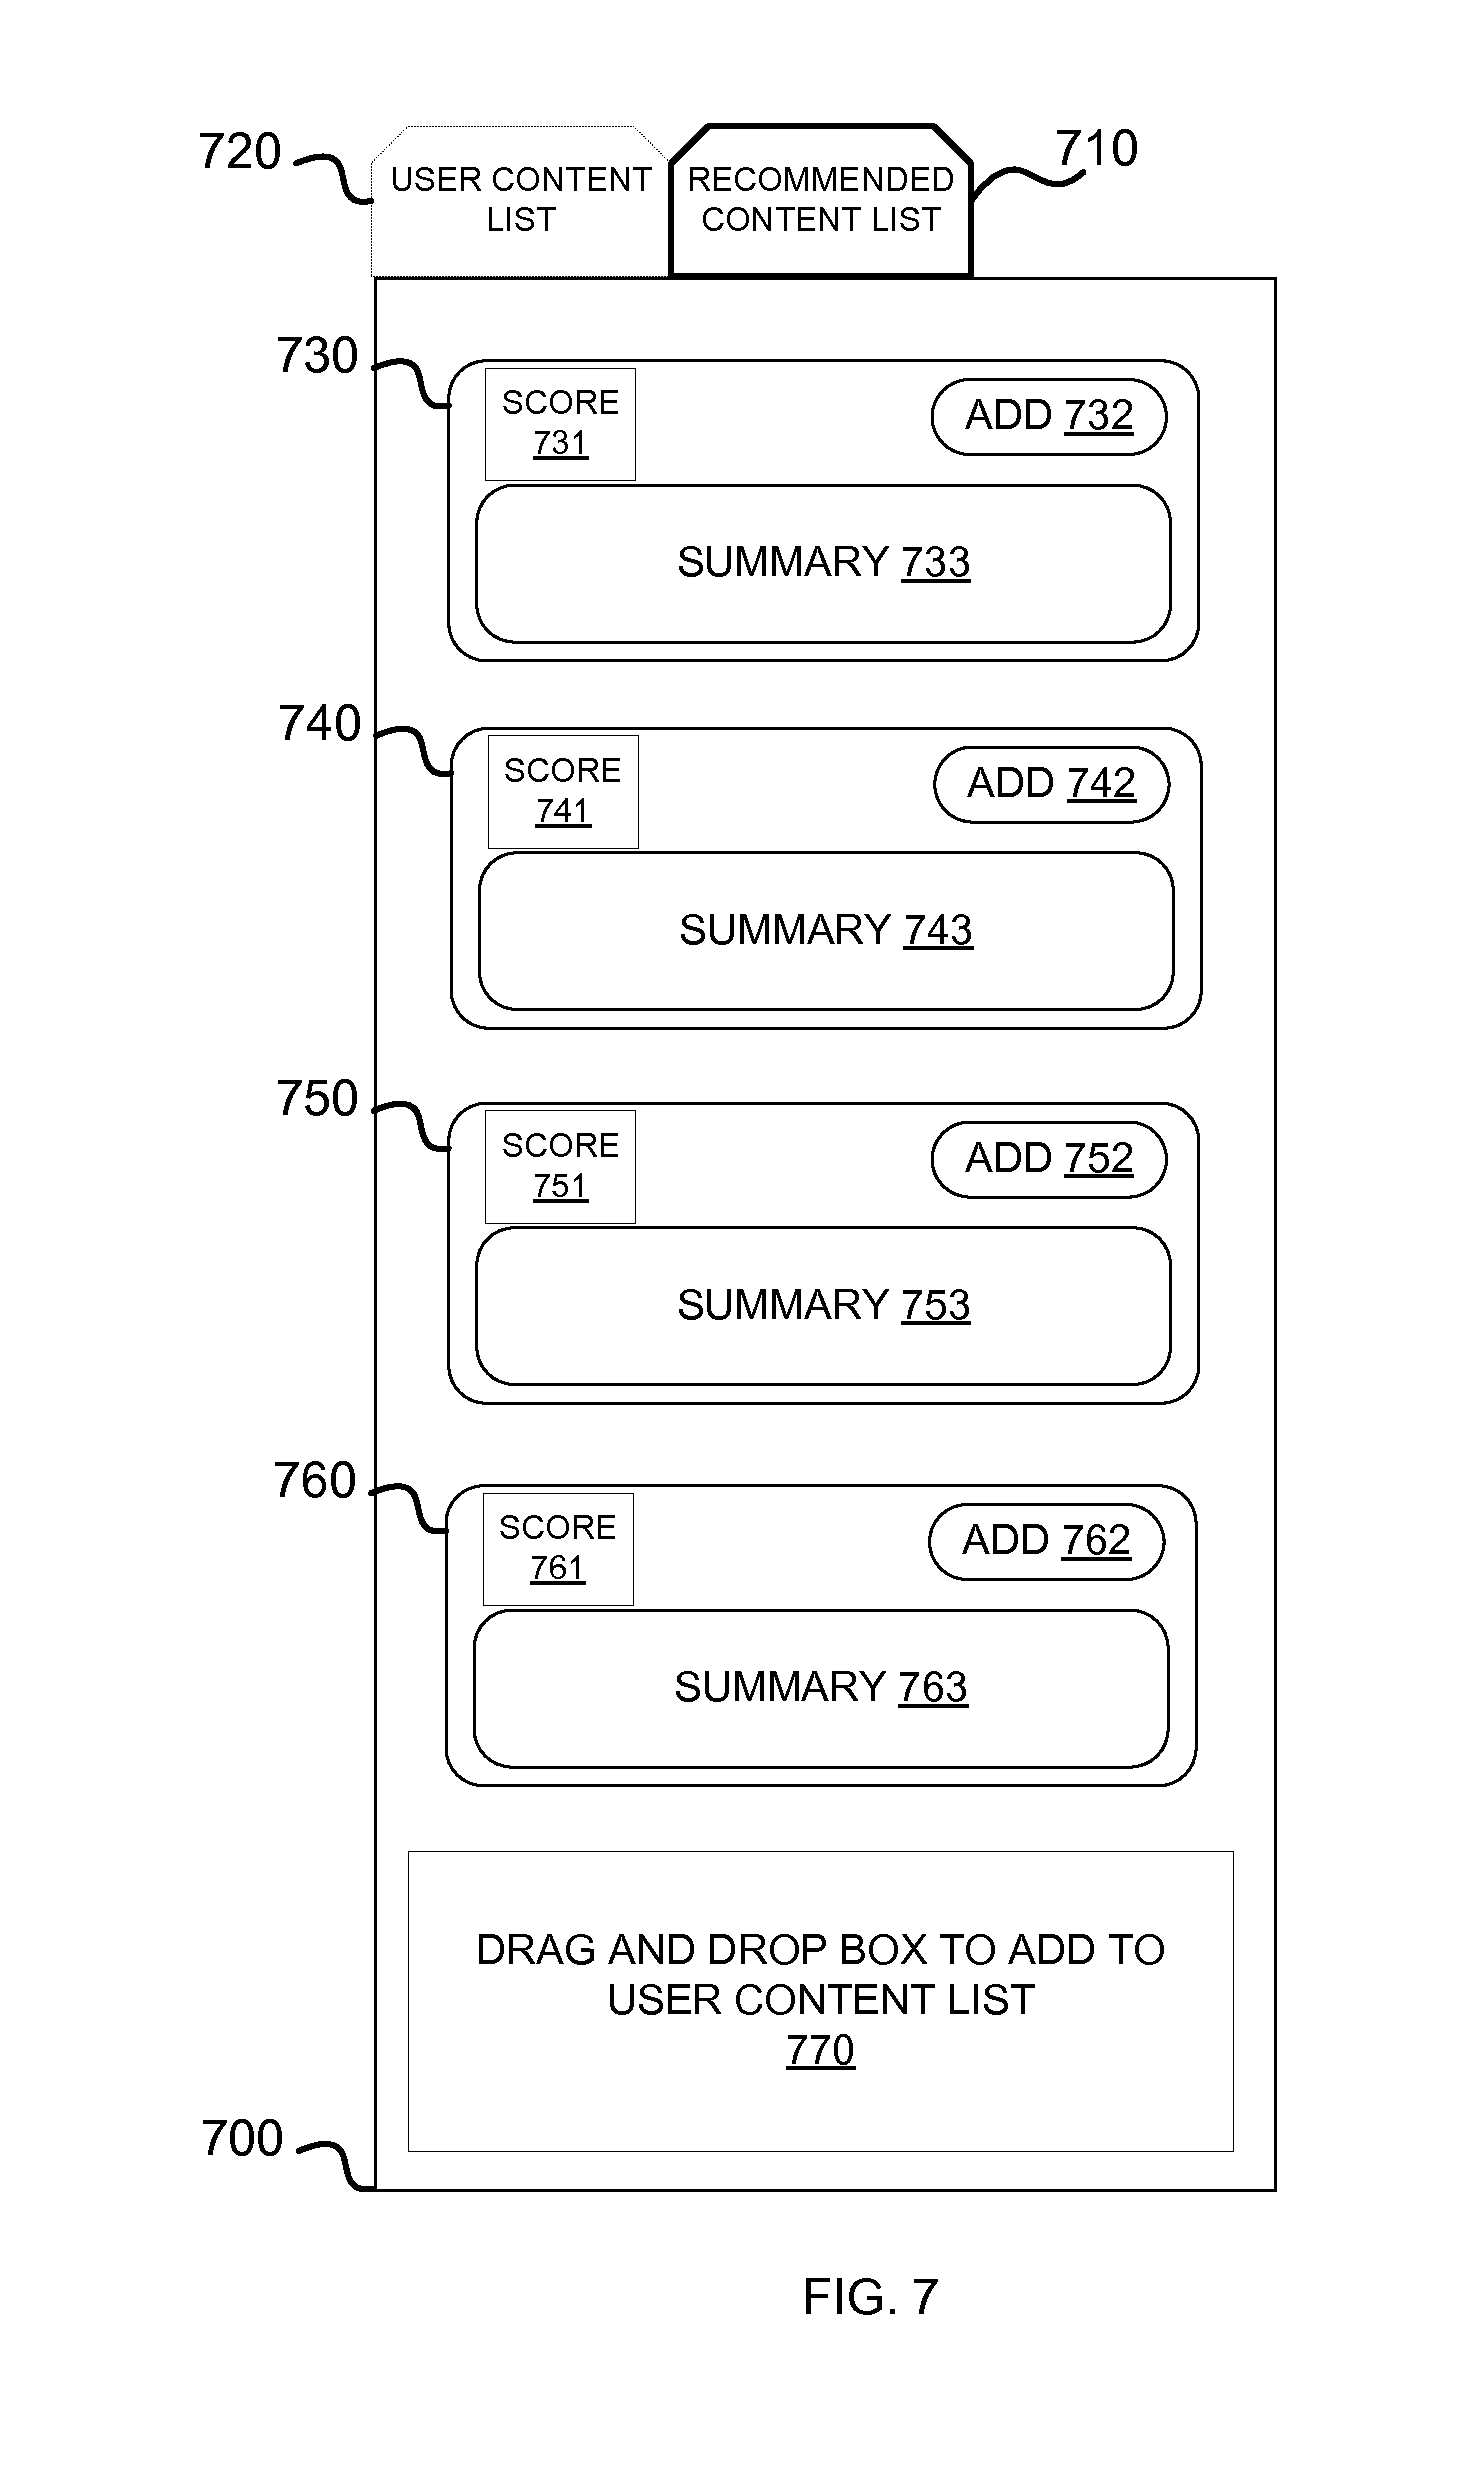 720
USER CONTENT
LIST
RECOMMENDED
CONTENT LIST
710
730
SCORE
731
ADD 732
SUMMARY 733
740
SCORE
741
ADD 742
SUMMARY 743
750
SCORE
751
ADD 752
SUMMARY 753
760
SCORE
761
ADD 762
SUMMARY 763
DRAG AND DROP BOX TO ADD TO
USER CONTENT LIST
770
700
FIG. 7